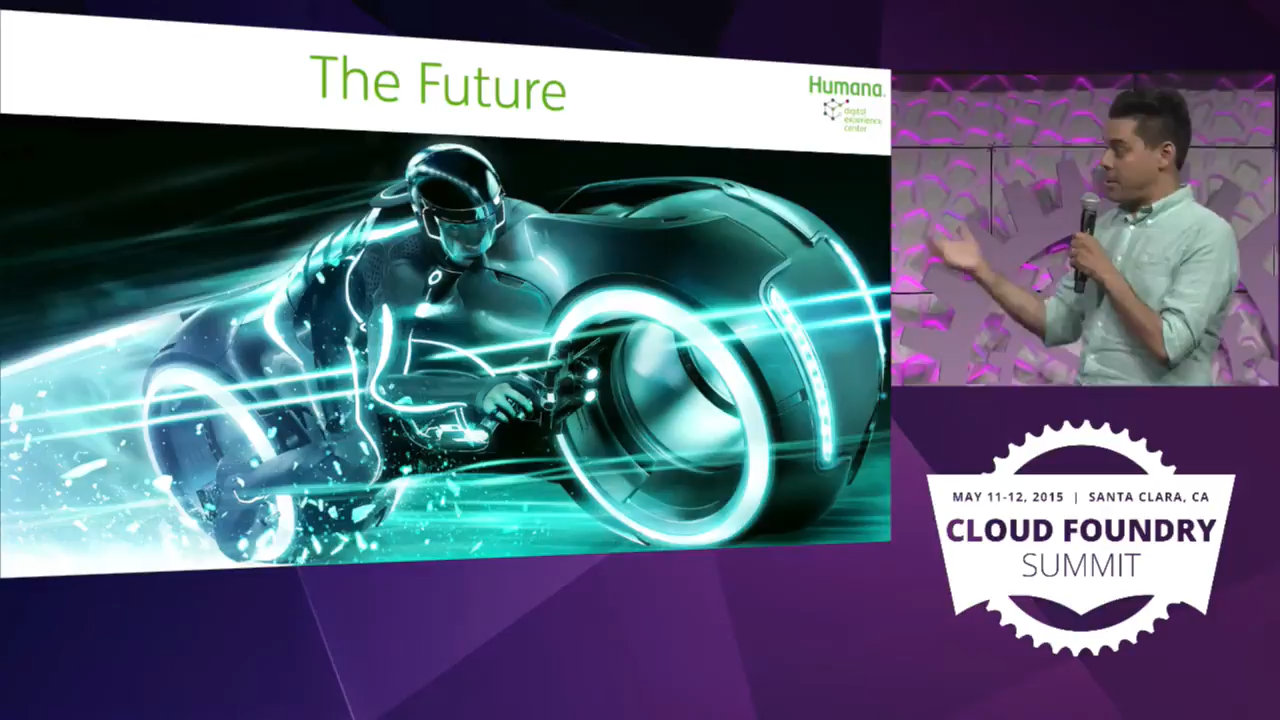 The Future
Humana.
digital
experience
center
MAY 11-12, 2015 | SANTA CLARA, CA
CLOUD FOUNDRY
SUMMIT